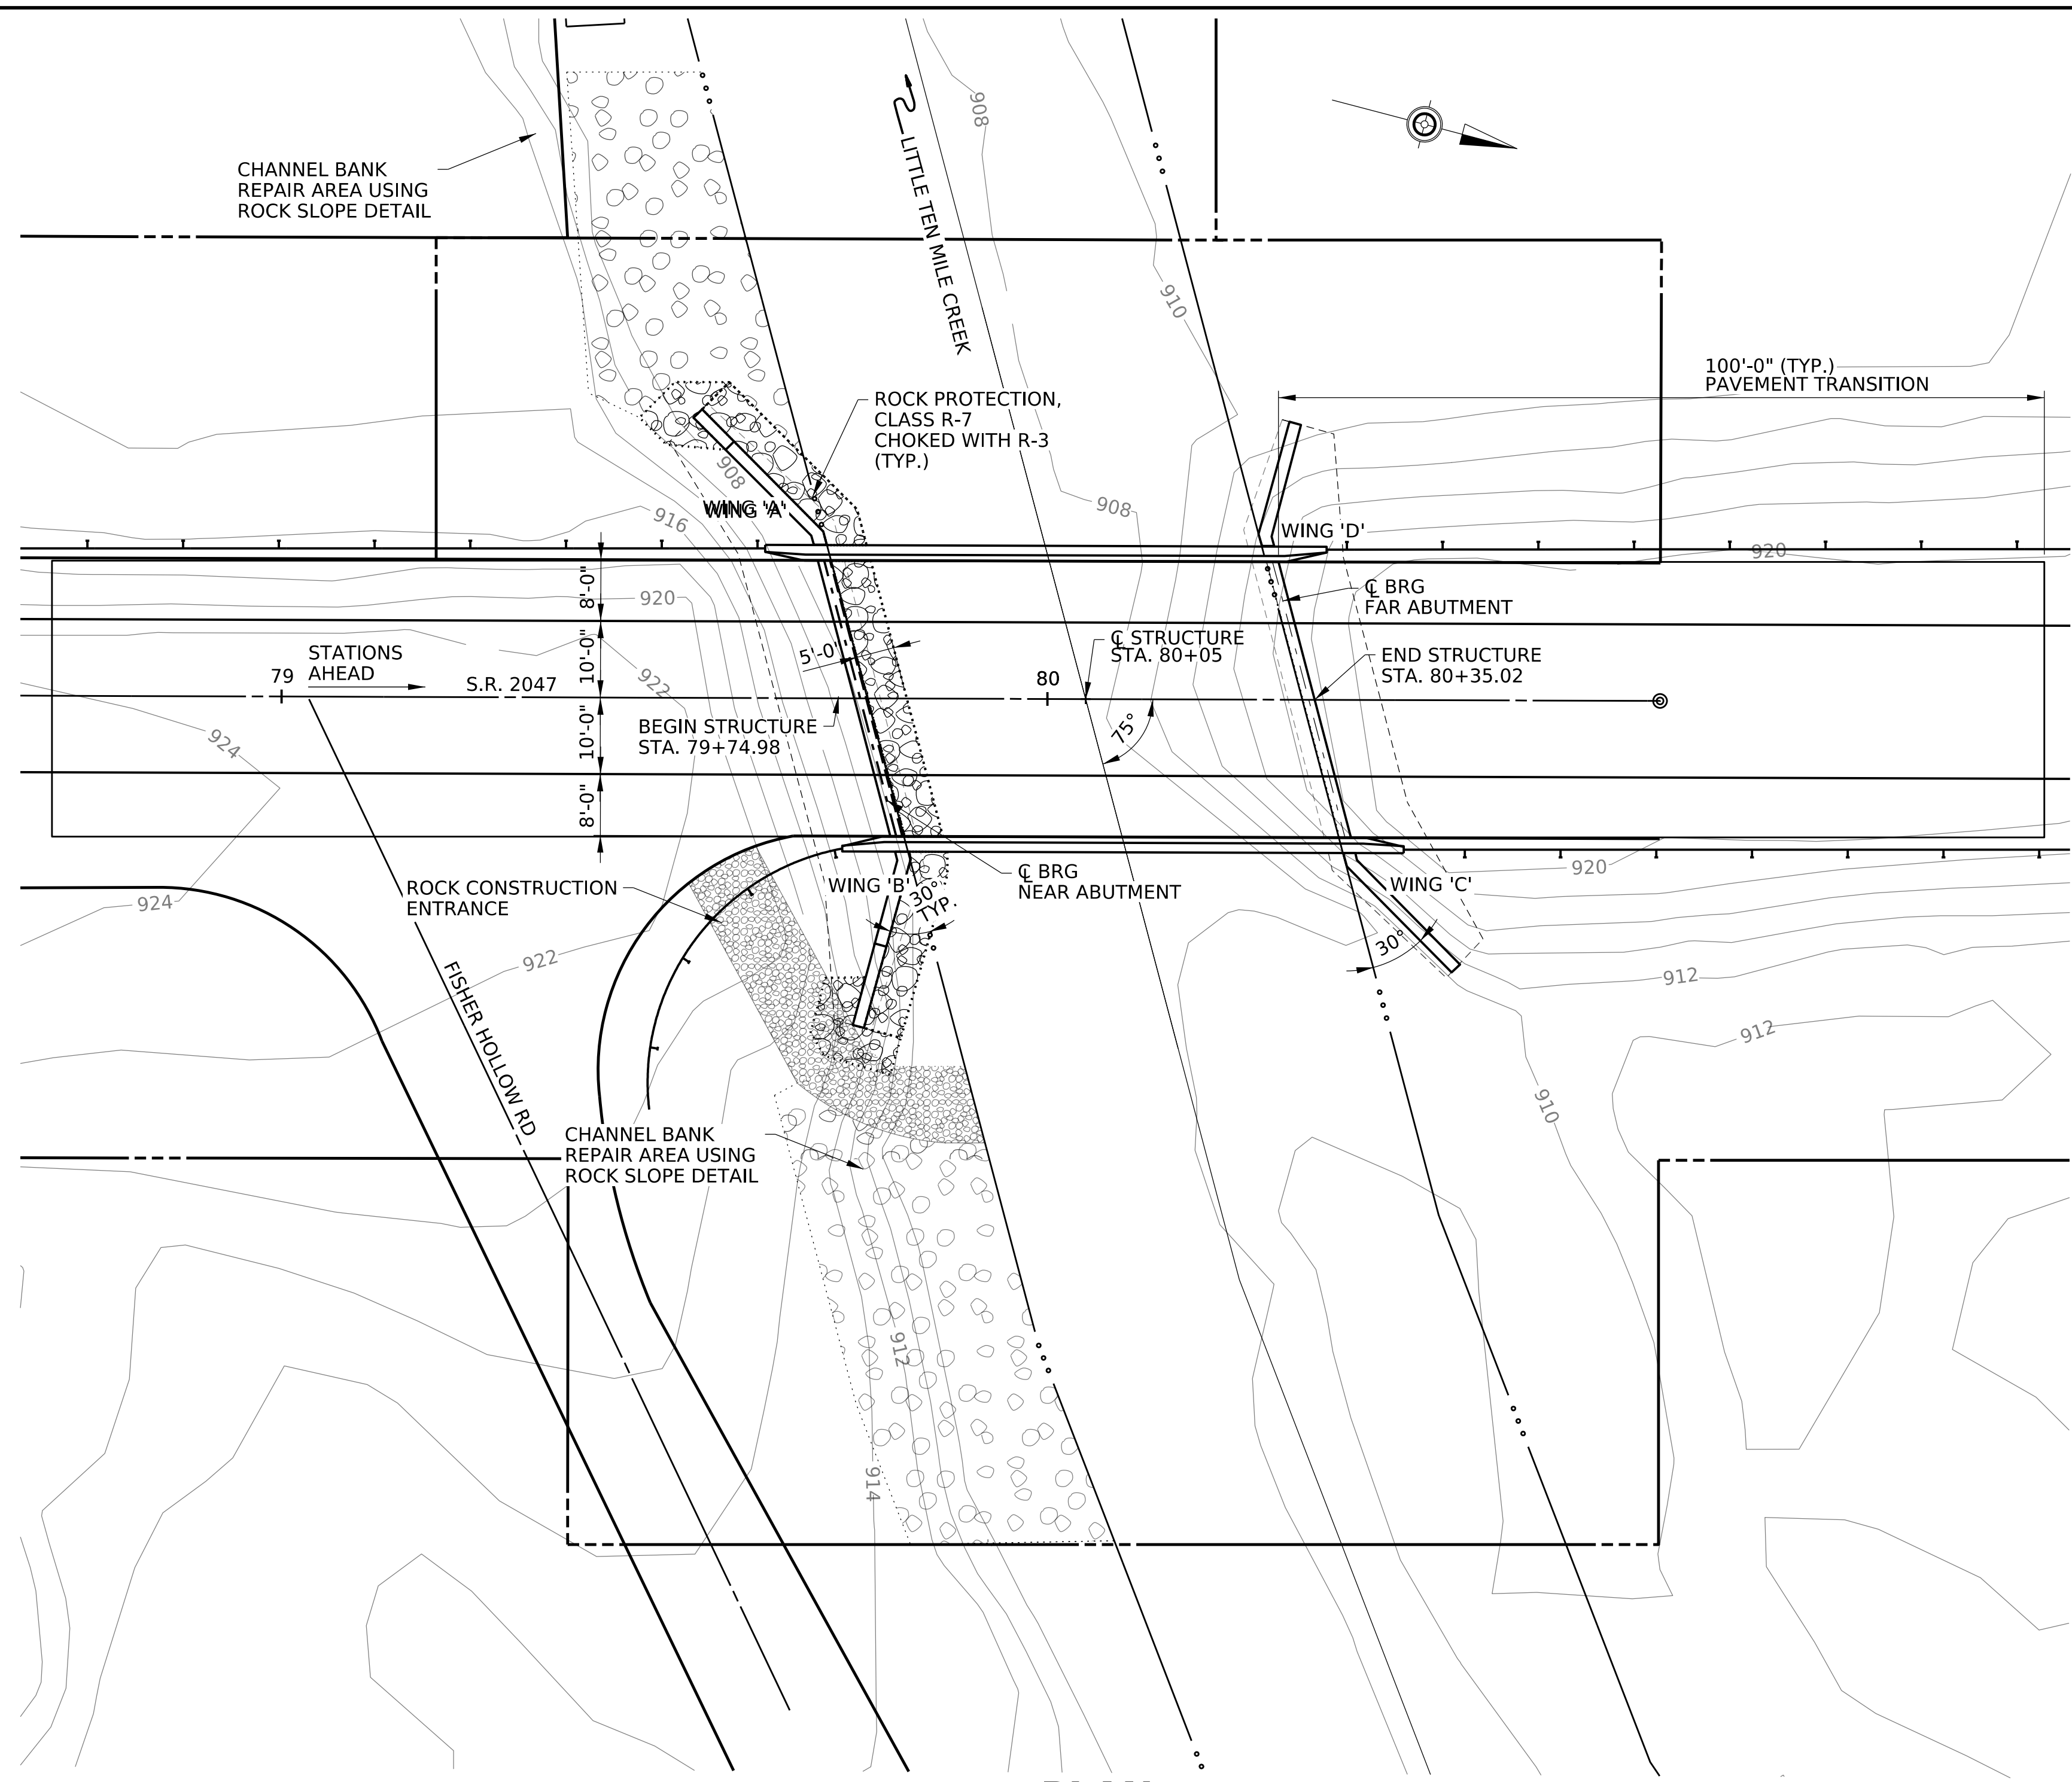 908
CHANNEL BANK
REPAIR AREA USING
ROCK SLOPE DETAIL
LITTLE TEN MILE CREEK
910
100'-0" (TYP.)
PAVEMENT TRANSITION
ROCK PROTECTION,
CLASS R-7
CHOKED WITH R-3
(TYP.)
908
WING 'A'
916
908
WING 'D'
920
8'-0"
920
℄ BRG
FAR ABUTMENT
10'-0"
5'-0"
STATIONS
AHEAD
79
S.R. 2047
922
80
℄ STRUCTURE
STA. 80+05
END STRUCTURE
STA. 80+35.02
924
10'-0"
BEGIN STRUCTURE
STA. 79+74.98
75°
8'-0"
ROCK CONSTRUCTION
ENTRANCE
WING 'B'
30°
TYP.
℄ BRG
NEAR ABUTMENT
WING 'C'
920
924
922
30°
912
912
FISHER HOLLOW RD
910
CHANNEL BANK
REPAIR AREA USING
ROCK SLOPE DETAIL
912
914